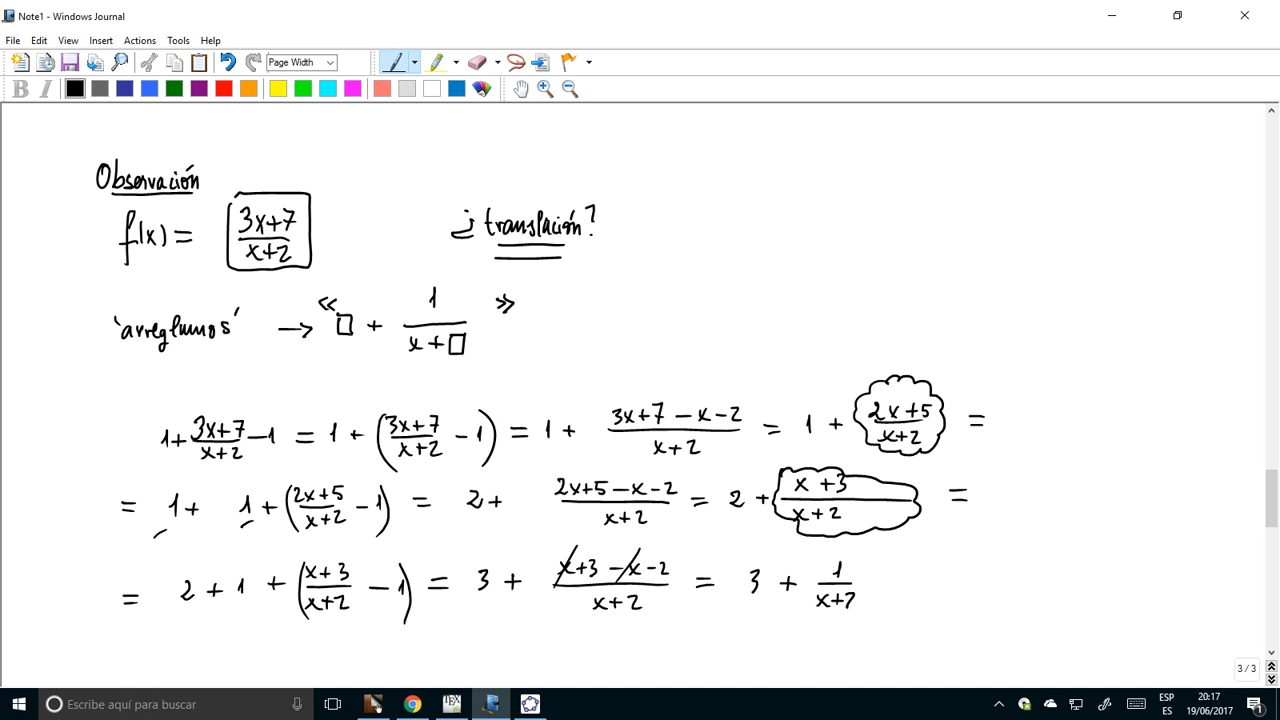 Note1 - Windows Journal
File Edit View Insert Actions Tools Help
Page Width
B I
Observación
f(x) = (3x+7)/(x+2) ¿translación?
'arreglamos' → «□ + 1/(x+□)»
1+(3x+7)/(x+2)-1 = 1 + ((3x+7)/(x+2) - 1) = 1 + (3x+7-x-2)/(x+2) = 1 + (2x+5)/(x+2) =
= 1 + 1 + ((2x+5)/(x+2) - 1) = 2 + (2x+5-x-2)/(x+2) = 2 + (x+3)/(x+2) =
= 2 + 1 + ((x+3)/(x+2) - 1) = 3 + (x+3-x-2)/(x+2) = 3 + 1/(x+2)
3 / 3
Escribe aquí para buscar
ESP 20:17
ES 19/06/2017